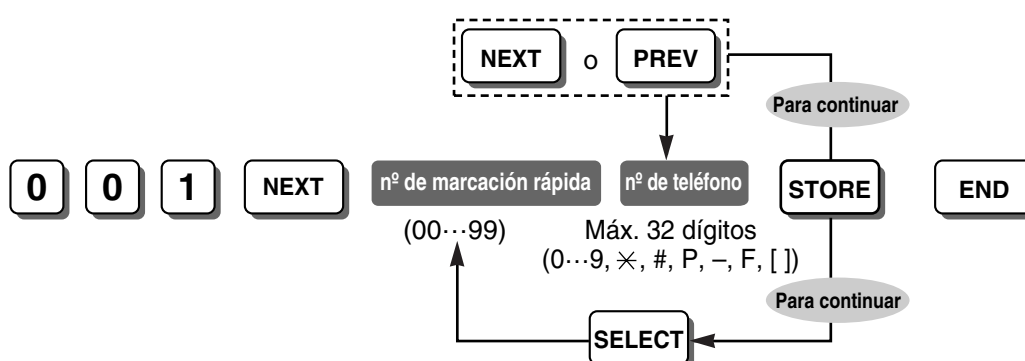 NEXT o PREV
Para continuar
0 0 1 NEXT nº de marcación rápida nº de teléfono STORE END
(00···99) Máx. 32 dígitos
(0···9, ✳, #, P, –, F, [ ])
Para continuar
SELECT